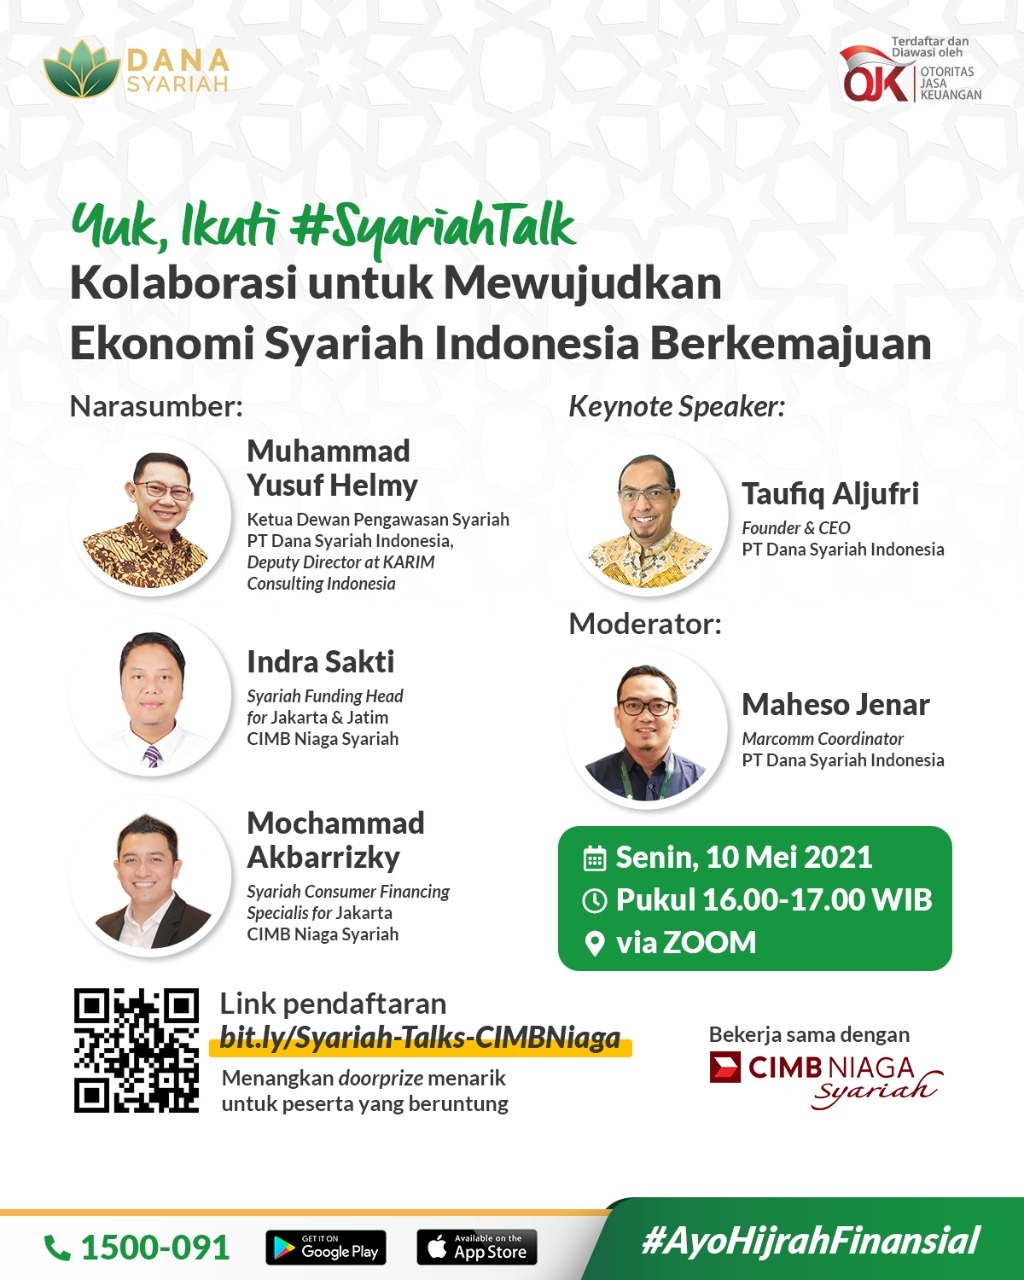 DANA
SYARIAH
Terdaftar dan
Diawasi oleh
OJK
OTORITAS
JASA
KEUANGAN
Yuk, Ikuti #SyariahTalk
Kolaborasi untuk Mewujudkan
Ekonomi Syariah Indonesia Berkemajuan
Narasumber:
Muhammad
Yusuf Helmy
Ketua Dewan Pengawasan Syariah
PT Dana Syariah Indonesia,
Deputy Director at KARIM
Consulting Indonesia
Indra Sakti
Syariah Funding Head
for Jakarta & Jatim
CIMB Niaga Syariah
Mochammad
Akbarrizky
Syariah Consumer Financing
Specialis for Jakarta
CIMB Niaga Syariah
Keynote Speaker:
Taufiq Aljufri
Founder & CEO
PT Dana Syariah Indonesia
Moderator:
Maheso Jenar
Marcomm Coordinator
PT Dana Syariah Indonesia
Senin, 10 Mei 2021
Pukul 16.00-17.00 WIB
via ZOOM
Link pendaftaran
bit.ly/Syariah-Talks-CIMBNiaga
Menangkan doorprize menarik
untuk peserta yang beruntung
Bekerja sama dengan
CIMB NIAGA
Syariah
1500-091
GET IT ON
Google Play
Available on the
App Store
#AyoHijrahFinansial